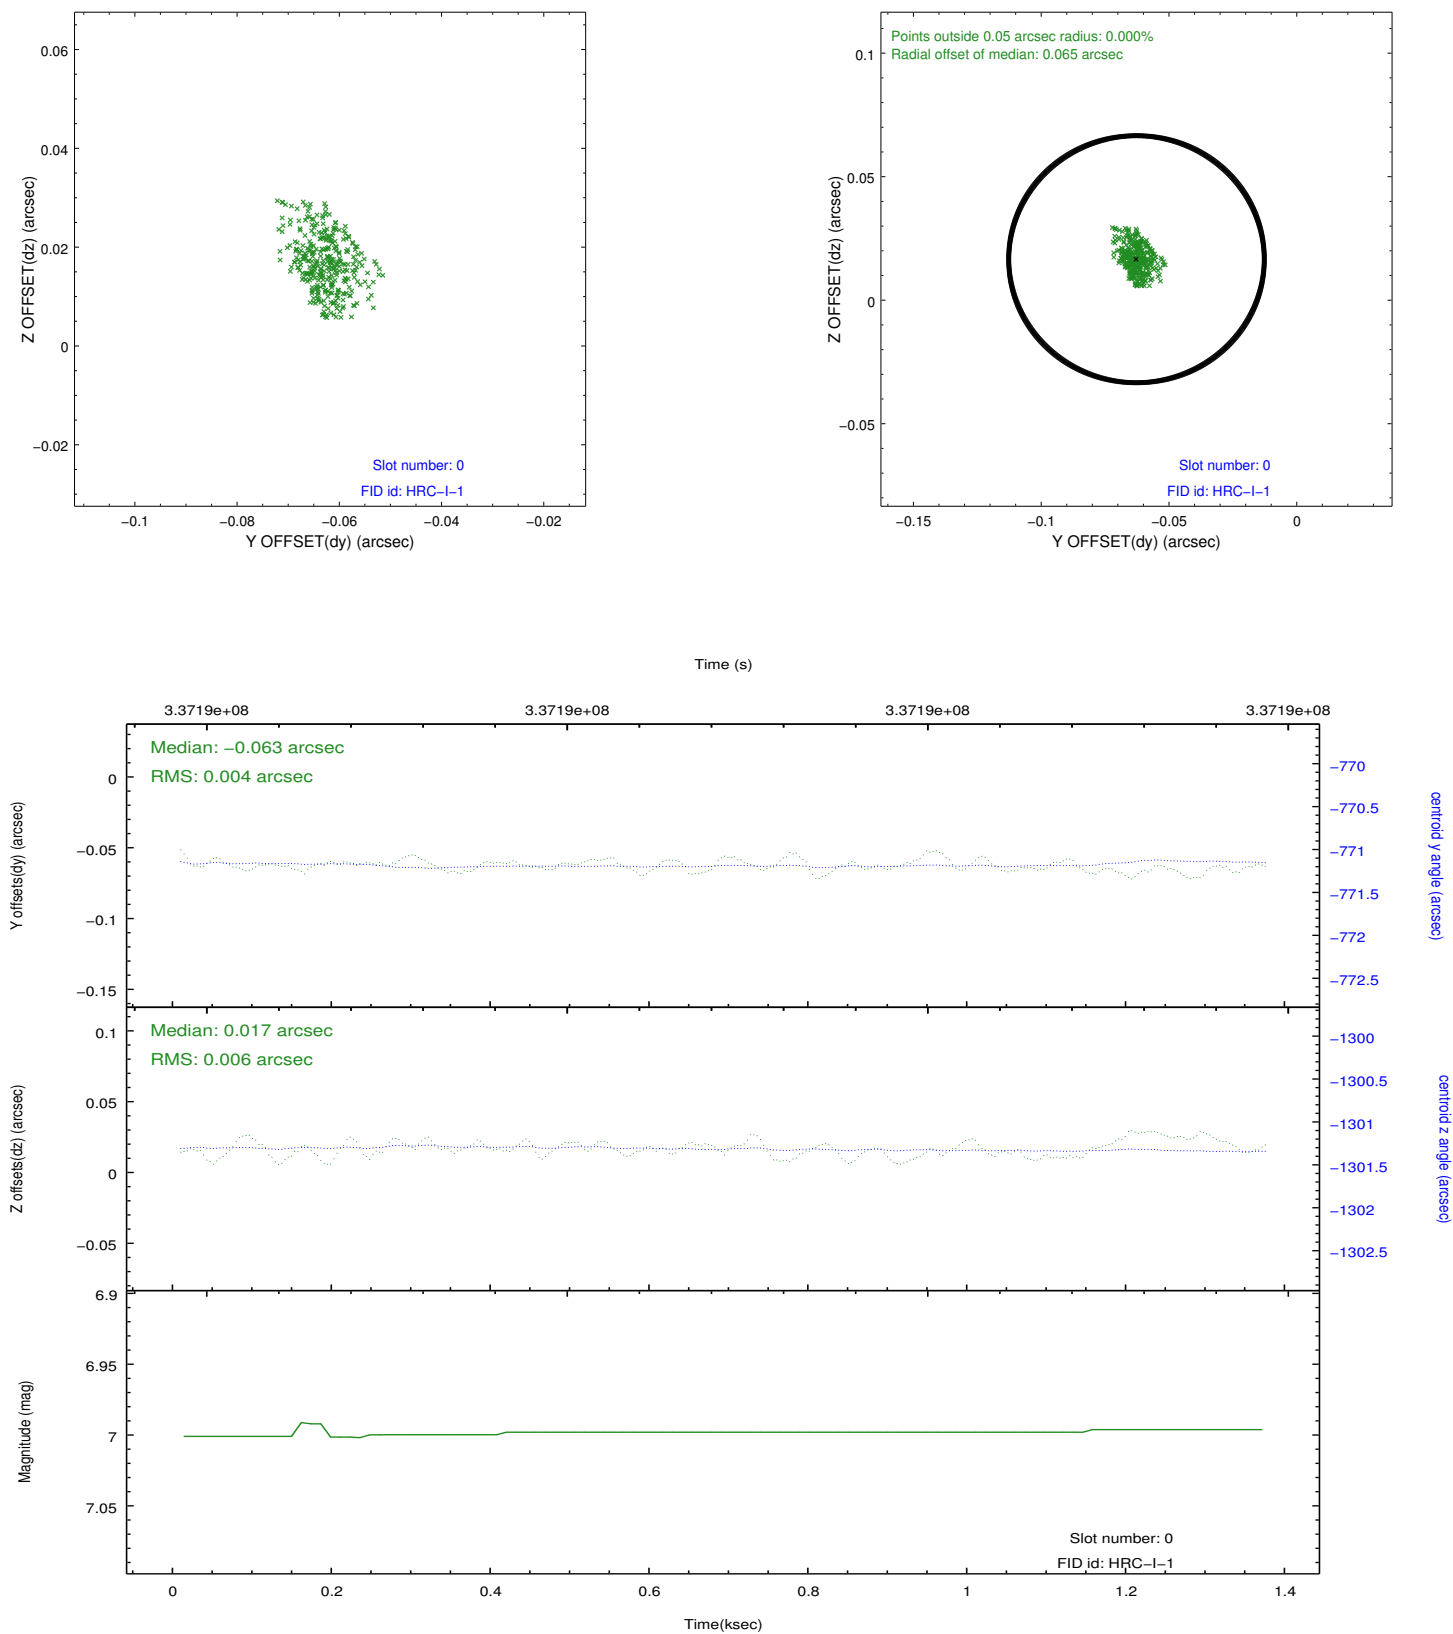 0.06
0.04
0.02
0
−0.02
Z OFFSET(dz) (arcsec)
Slot number: 0
FID id: HRC−I−1
−0.1
−0.08
−0.06
−0.04
−0.02
Y OFFSET(dy) (arcsec)
Points outside 0.05 arcsec radius: 0.000%
Radial offset of median: 0.065 arcsec
0.1
0.05
0
−0.05
Z OFFSET(dz) (arcsec)
Slot number: 0
FID id: HRC−I−1
−0.15
−0.1
−0.05
0
Y OFFSET(dy) (arcsec)
Time (s)
3.3719e+08
3.3719e+08
3.3719e+08
3.3719e+08
Median: −0.063 arcsec
RMS: 0.004 arcsec
0
−0.05
−0.1
−0.15
Y offsets(dy) (arcsec)
−770
−770.5
−771
−771.5
−772
−772.5
centroid y angle (arcsec)
Median: 0.017 arcsec
RMS: 0.006 arcsec
0.1
0.05
0
−0.05
Z offsets(dz) (arcsec)
−1300
−1300.5
−1301
−1301.5
−1302
−1302.5
centroid z angle (arcsec)
6.9
6.95
7
7.05
Magnitude (mag)
Slot number: 0
FID id: HRC−I−1
0
0.2
0.4
0.6
0.8
1
1.2
1.4
Time(ksec)